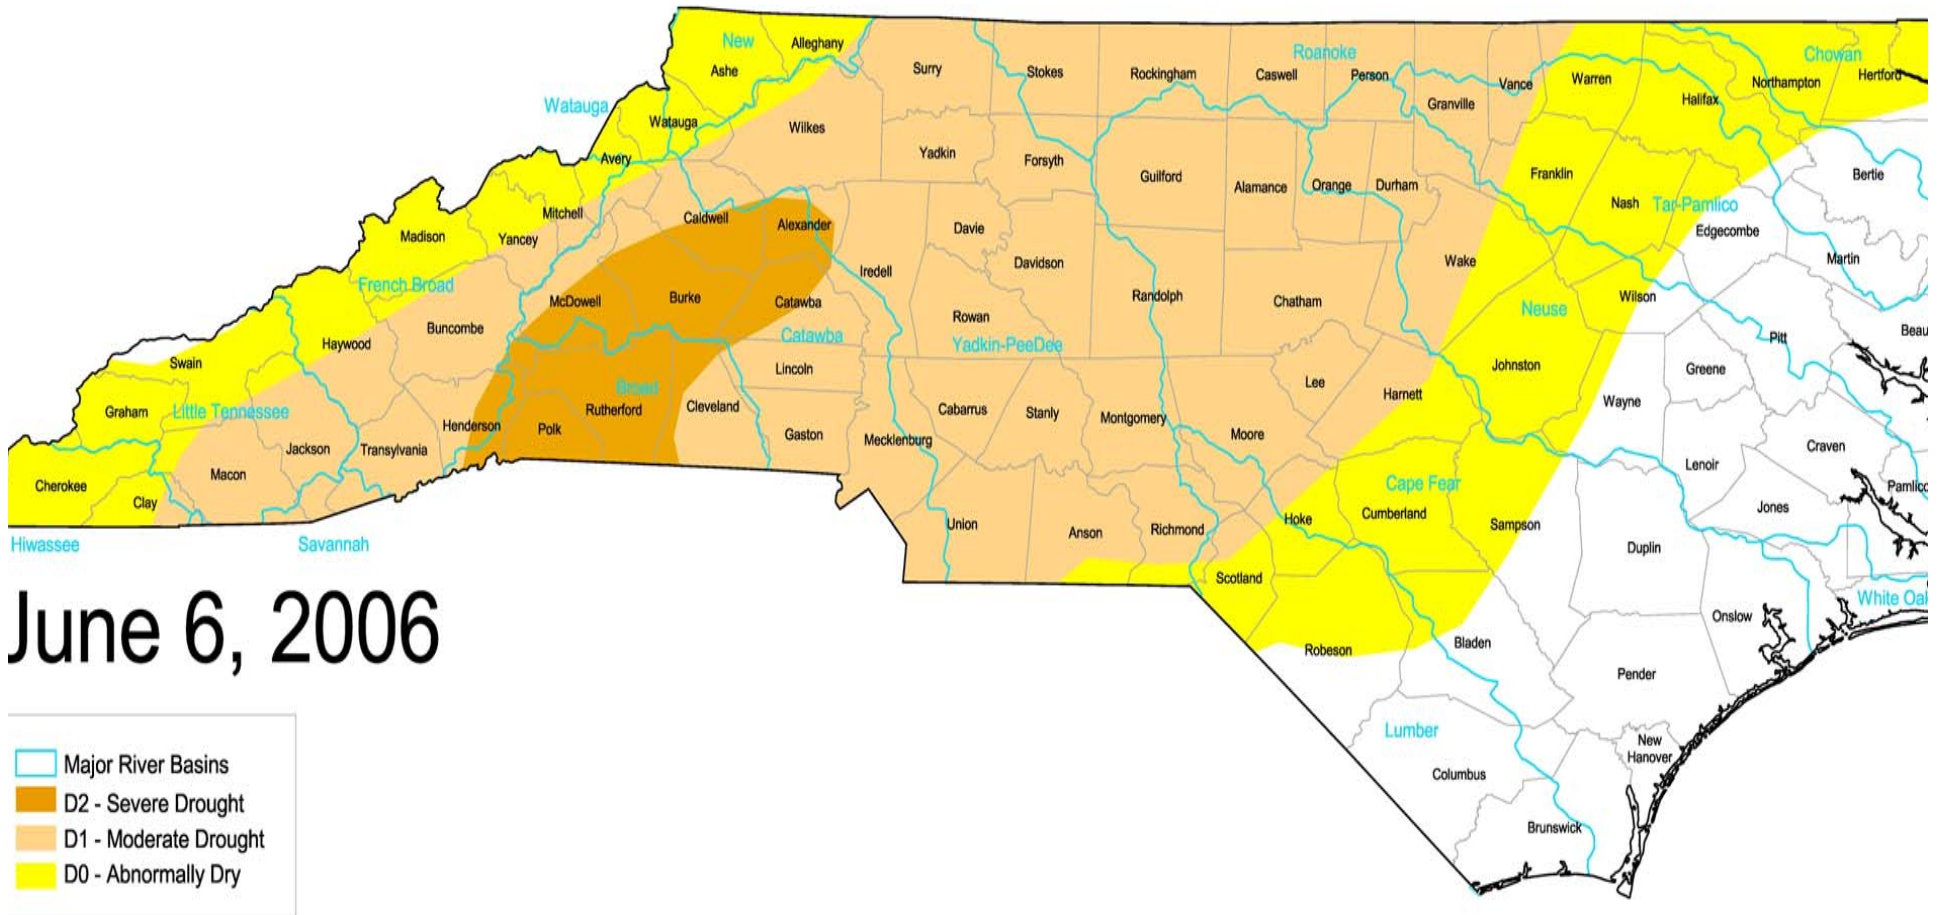 New
Alleghany
Ashe
Surry
Stokes
Rockingham
Caswell
Roanoke
Person
Granville
Vance
Warren
Halifax
Northampton
Chowan
Hertford
Watauga
Watauga
Avery
Wilkes
Yadkin
Forsyth
Guilford
Alamance
Orange
Durham
Franklin
Nash
Tar-Pamlico
Edgecombe
Bertie
Martin
Madison
Yancey
Mitchell
Caldwell
Alexander
Iredell
Davie
Davidson
Randolph
Chatham
Wake
Wilson
Neuse
Johnston
Pitt
Beau
French Broad
Buncombe
McDowell
Burke
Catawba
Catawba
Rowan
Yadkin-PeeDee
Swain
Haywood
Graham
Little Tennessee
Jackson
Transylvania
Henderson
Polk
Rutherford
Broad
Cleveland
Lincoln
Gaston
Mecklenburg
Cabarrus
Stanly
Montgomery
Moore
Lee
Harnett
Wayne
Greene
Lenoir
Craven
Pamlico
Jones
Cherokee
Clay
Macon
Union
Anson
Richmond
Hoke
Scotland
Cape Fear
Cumberland
Sampson
Duplin
Onslow
White Oak
Hiwassee
Savannah
Robeson
Bladen
Pender
Lumber
Columbus
New
Hanover
Brunswick
June 6, 2006
Major River Basins
D2 - Severe Drought
D1 - Moderate Drought
D0 - Abnormally Dry